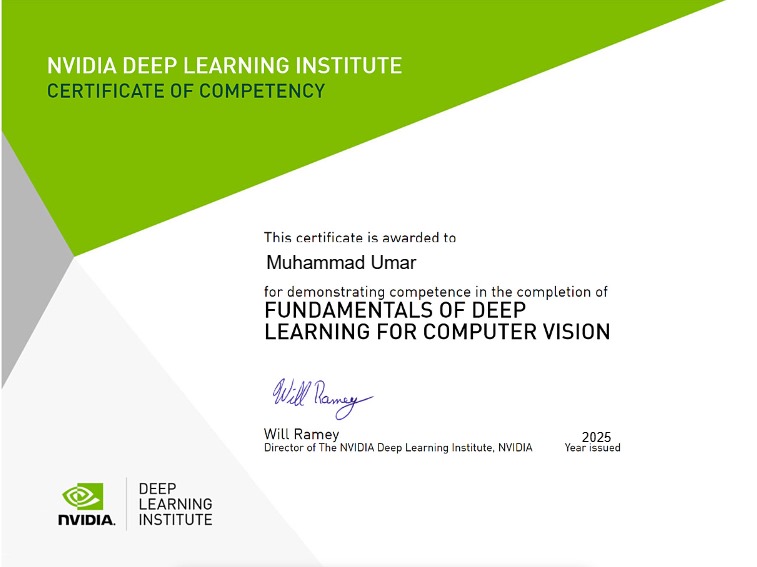 NVIDIA DEEP LEARNING INSTITUTE
CERTIFICATE OF COMPETENCY
This certificate is awarded to
Muhammad Umar
for demonstrating competence in the completion of
FUNDAMENTALS OF DEEP
LEARNING FOR COMPUTER VISION
Will Ramey
Will Ramey
Director of The NVIDIA Deep Learning Institute, NVIDIA
2025
Year issued
NVIDIA.
DEEP
LEARNING
INSTITUTE